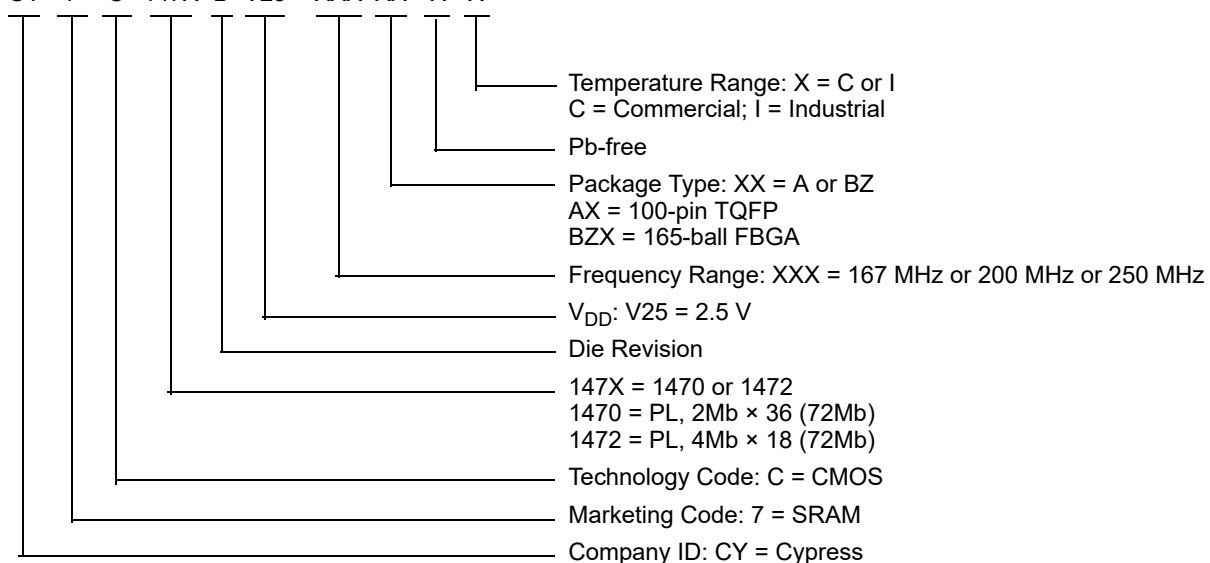 Temperature Range: X = C or I
C = Commercial; I = Industrial
Pb-free
Package Type: XX = A or BZ
AX = 100-pin TQFP
BZX = 165-ball FBGA
Frequency Range: XXX = 167 MHz or 200 MHz or 250 MHz
VDD: V25 = 2.5 V
Die Revision
147X = 1470 or 1472
1470 = PL, 2Mb × 36 (72Mb)
1472 = PL, 4Mb × 18 (72Mb)
Technology Code: C = CMOS
Marketing Code: 7 = SRAM
Company ID: CY = Cypress